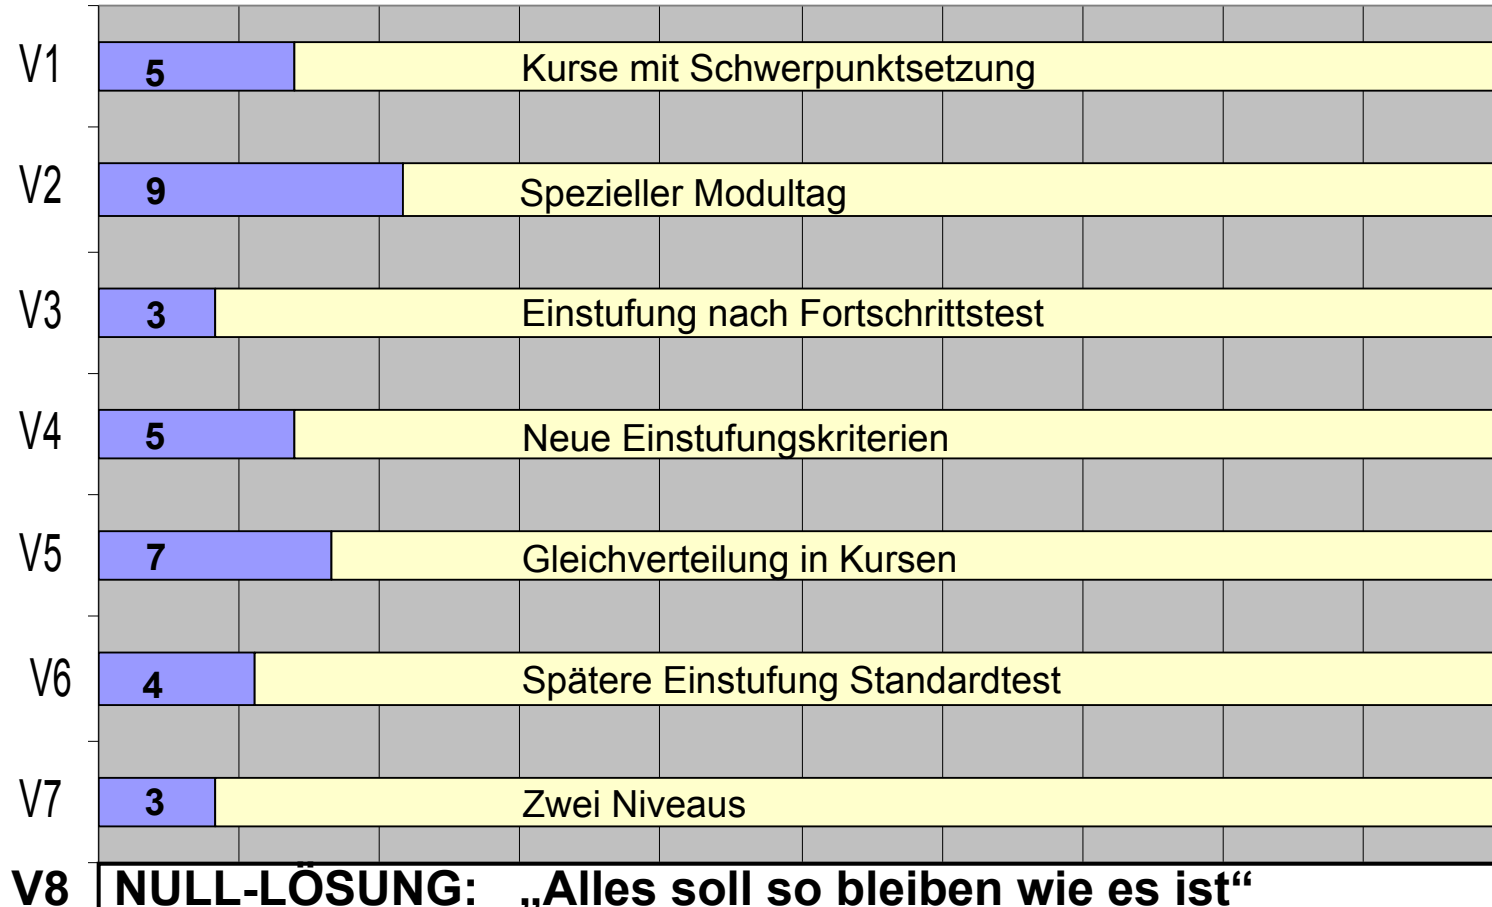 V1 5 Kurse mit Schwerpunktsetzung
V2 9 Spezieller Modultag
V3 3 Einstufung nach Fortschrittstest
V4 5 Neue Einstufungskriterien
V5 7 Gleichverteilung in Kursen
V6 4 Spätere Einstufung Standardtest
V7 3 Zwei Niveaus
V8 NULL-LÖSUNG: „Alles soll so bleiben wie es ist“